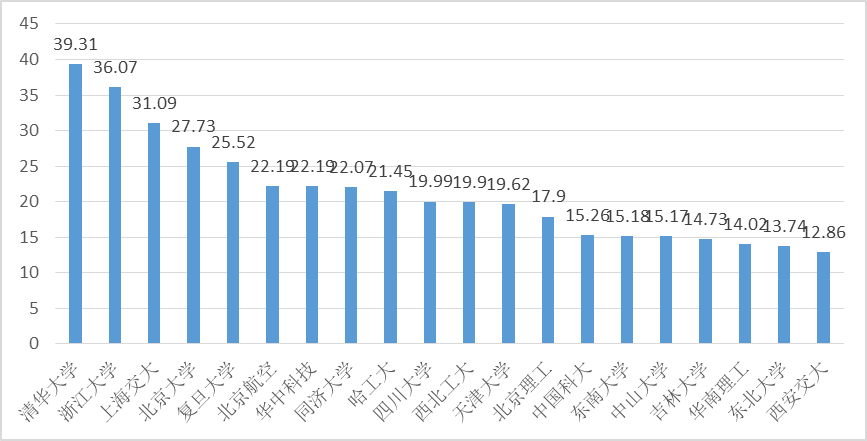 45
40
35
30
25
20
15
10
5
0
39.31
36.07
31.09
27.73
25.52
22.19
22.19
22.07
21.45
19.99
19.9
19.62
17.9
15.26
15.18
15.17
14.73
14.02
13.74
12.86
清华大学
浙江大学
上海交大
北京大学
复旦大学
北京航空
华中科技
同济大学
哈工大
四川大学
西北工大
天津大学
北京理工
中国科大
东南大学
中山大学
吉林大学
华南理工
东北大学
西安交大